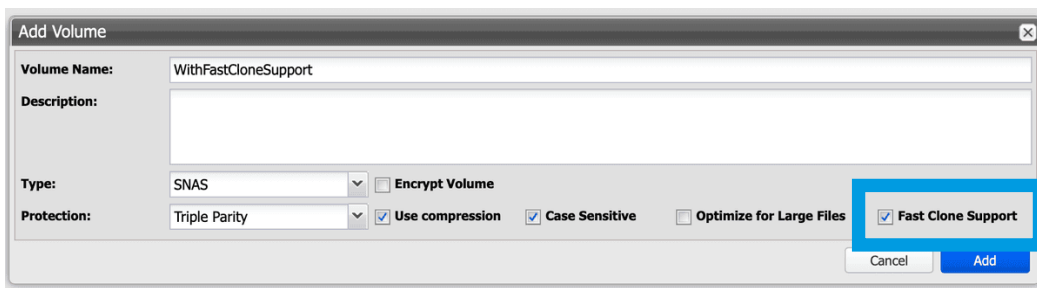 Add Volume
Volume Name: WithFastCloneSupport
Description:
Type: SNAS Encrypt Volume
Protection: Triple Parity Use compression Case Sensitive Optimize for Large Files Fast Clone Support
Cancel Add